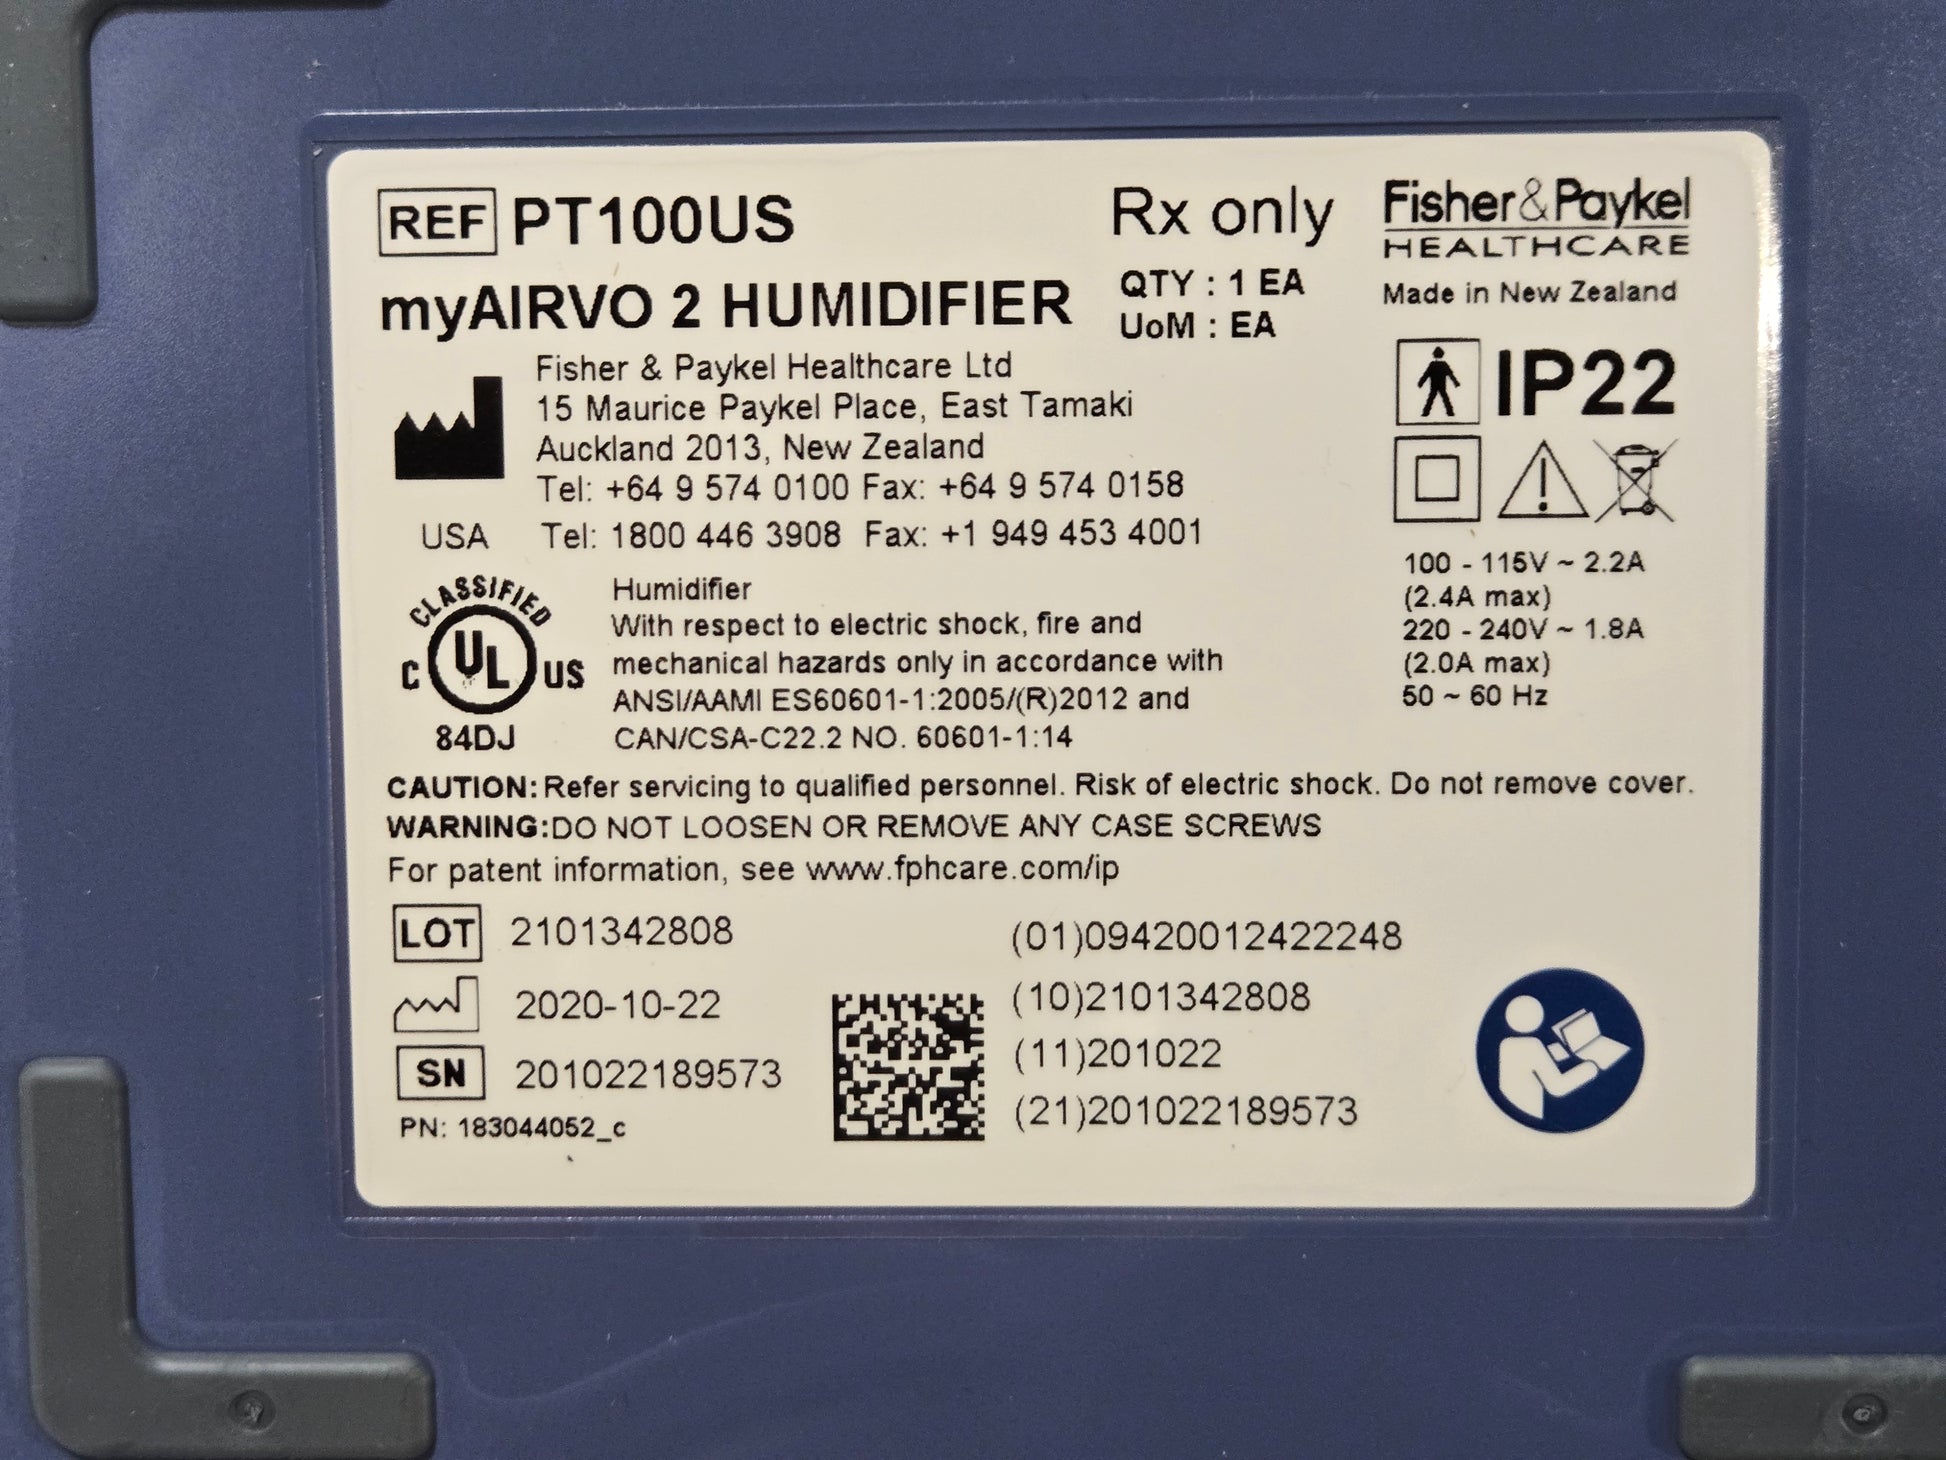 REF PT100US
Rx only
Fisher&Paykel
HEALTHCARE
myAIRVO 2 HUMIDIFIER
QTY : 1 EA
UoM : EA
Made in New Zealand
Fisher & Paykel Healthcare Ltd
15 Maurice Paykel Place, East Tamaki
Auckland 2013, New Zealand
Tel: +64 9 574 0100 Fax: +64 9 574 0158
USA Tel: 1800 446 3908 Fax: +1 949 453 4001
IP22
100 - 115V ~ 2.2A
(2.4A max)
220 - 240V ~ 1.8A
(2.0A max)
50 ~ 60 Hz
CLASSIFIED
C UL US
84DJ
Humidifier
With respect to electric shock, fire and
mechanical hazards only in accordance with
ANSI/AAMI ES60601-1:2005/(R)2012 and
CAN/CSA-C22.2 NO. 60601-1:14
CAUTION: Refer servicing to qualified personnel. Risk of electric shock. Do not remove cover.
WARNING:DO NOT LOOSEN OR REMOVE ANY CASE SCREWS
For patent information, see www.fphcare.com/ip
LOT 2101342808
2020-10-22
SN 201022189573
PN: 183044052_c
(01)09420012422248
(10)2101342808
(11)201022
(21)201022189573